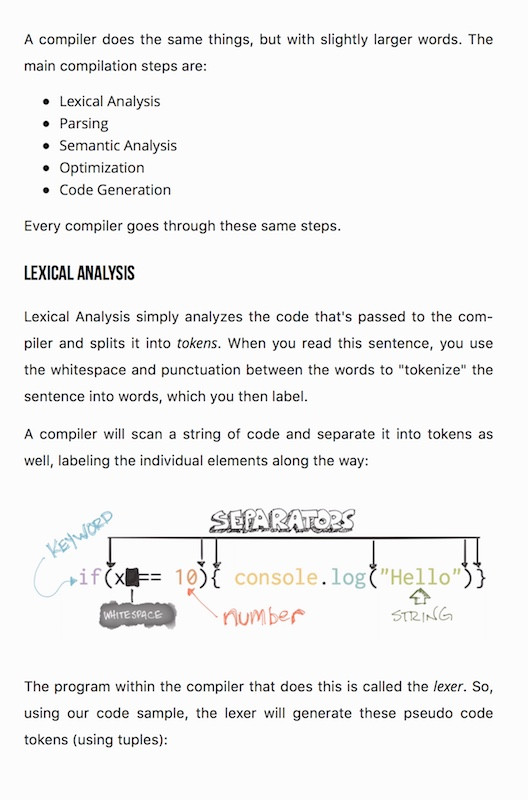 A compiler does the same things, but with slightly larger words. The
main compilation steps are:
• Lexical Analysis
• Parsing
• Semantic Analysis
• Optimization
• Code Generation
Every compiler goes through these same steps.
LEXICAL ANALYSIS
Lexical Analysis simply analyzes the code that's passed to the com-
piler and splits it into tokens. When you read this sentence, you use
the whitespace and punctuation between the words to "tokenize" the
sentence into words, which you then label.
A compiler will scan a string of code and separate it into tokens as
well, labeling the individual elements along the way:
SEPARATORS
KEYWORD
if(x == 10){ console.log("Hello")}
WHITESPACE
number
STRING
The program within the compiler that does this is called the lexer. So,
using our code sample, the lexer will generate these pseudo code
tokens (using tuples):